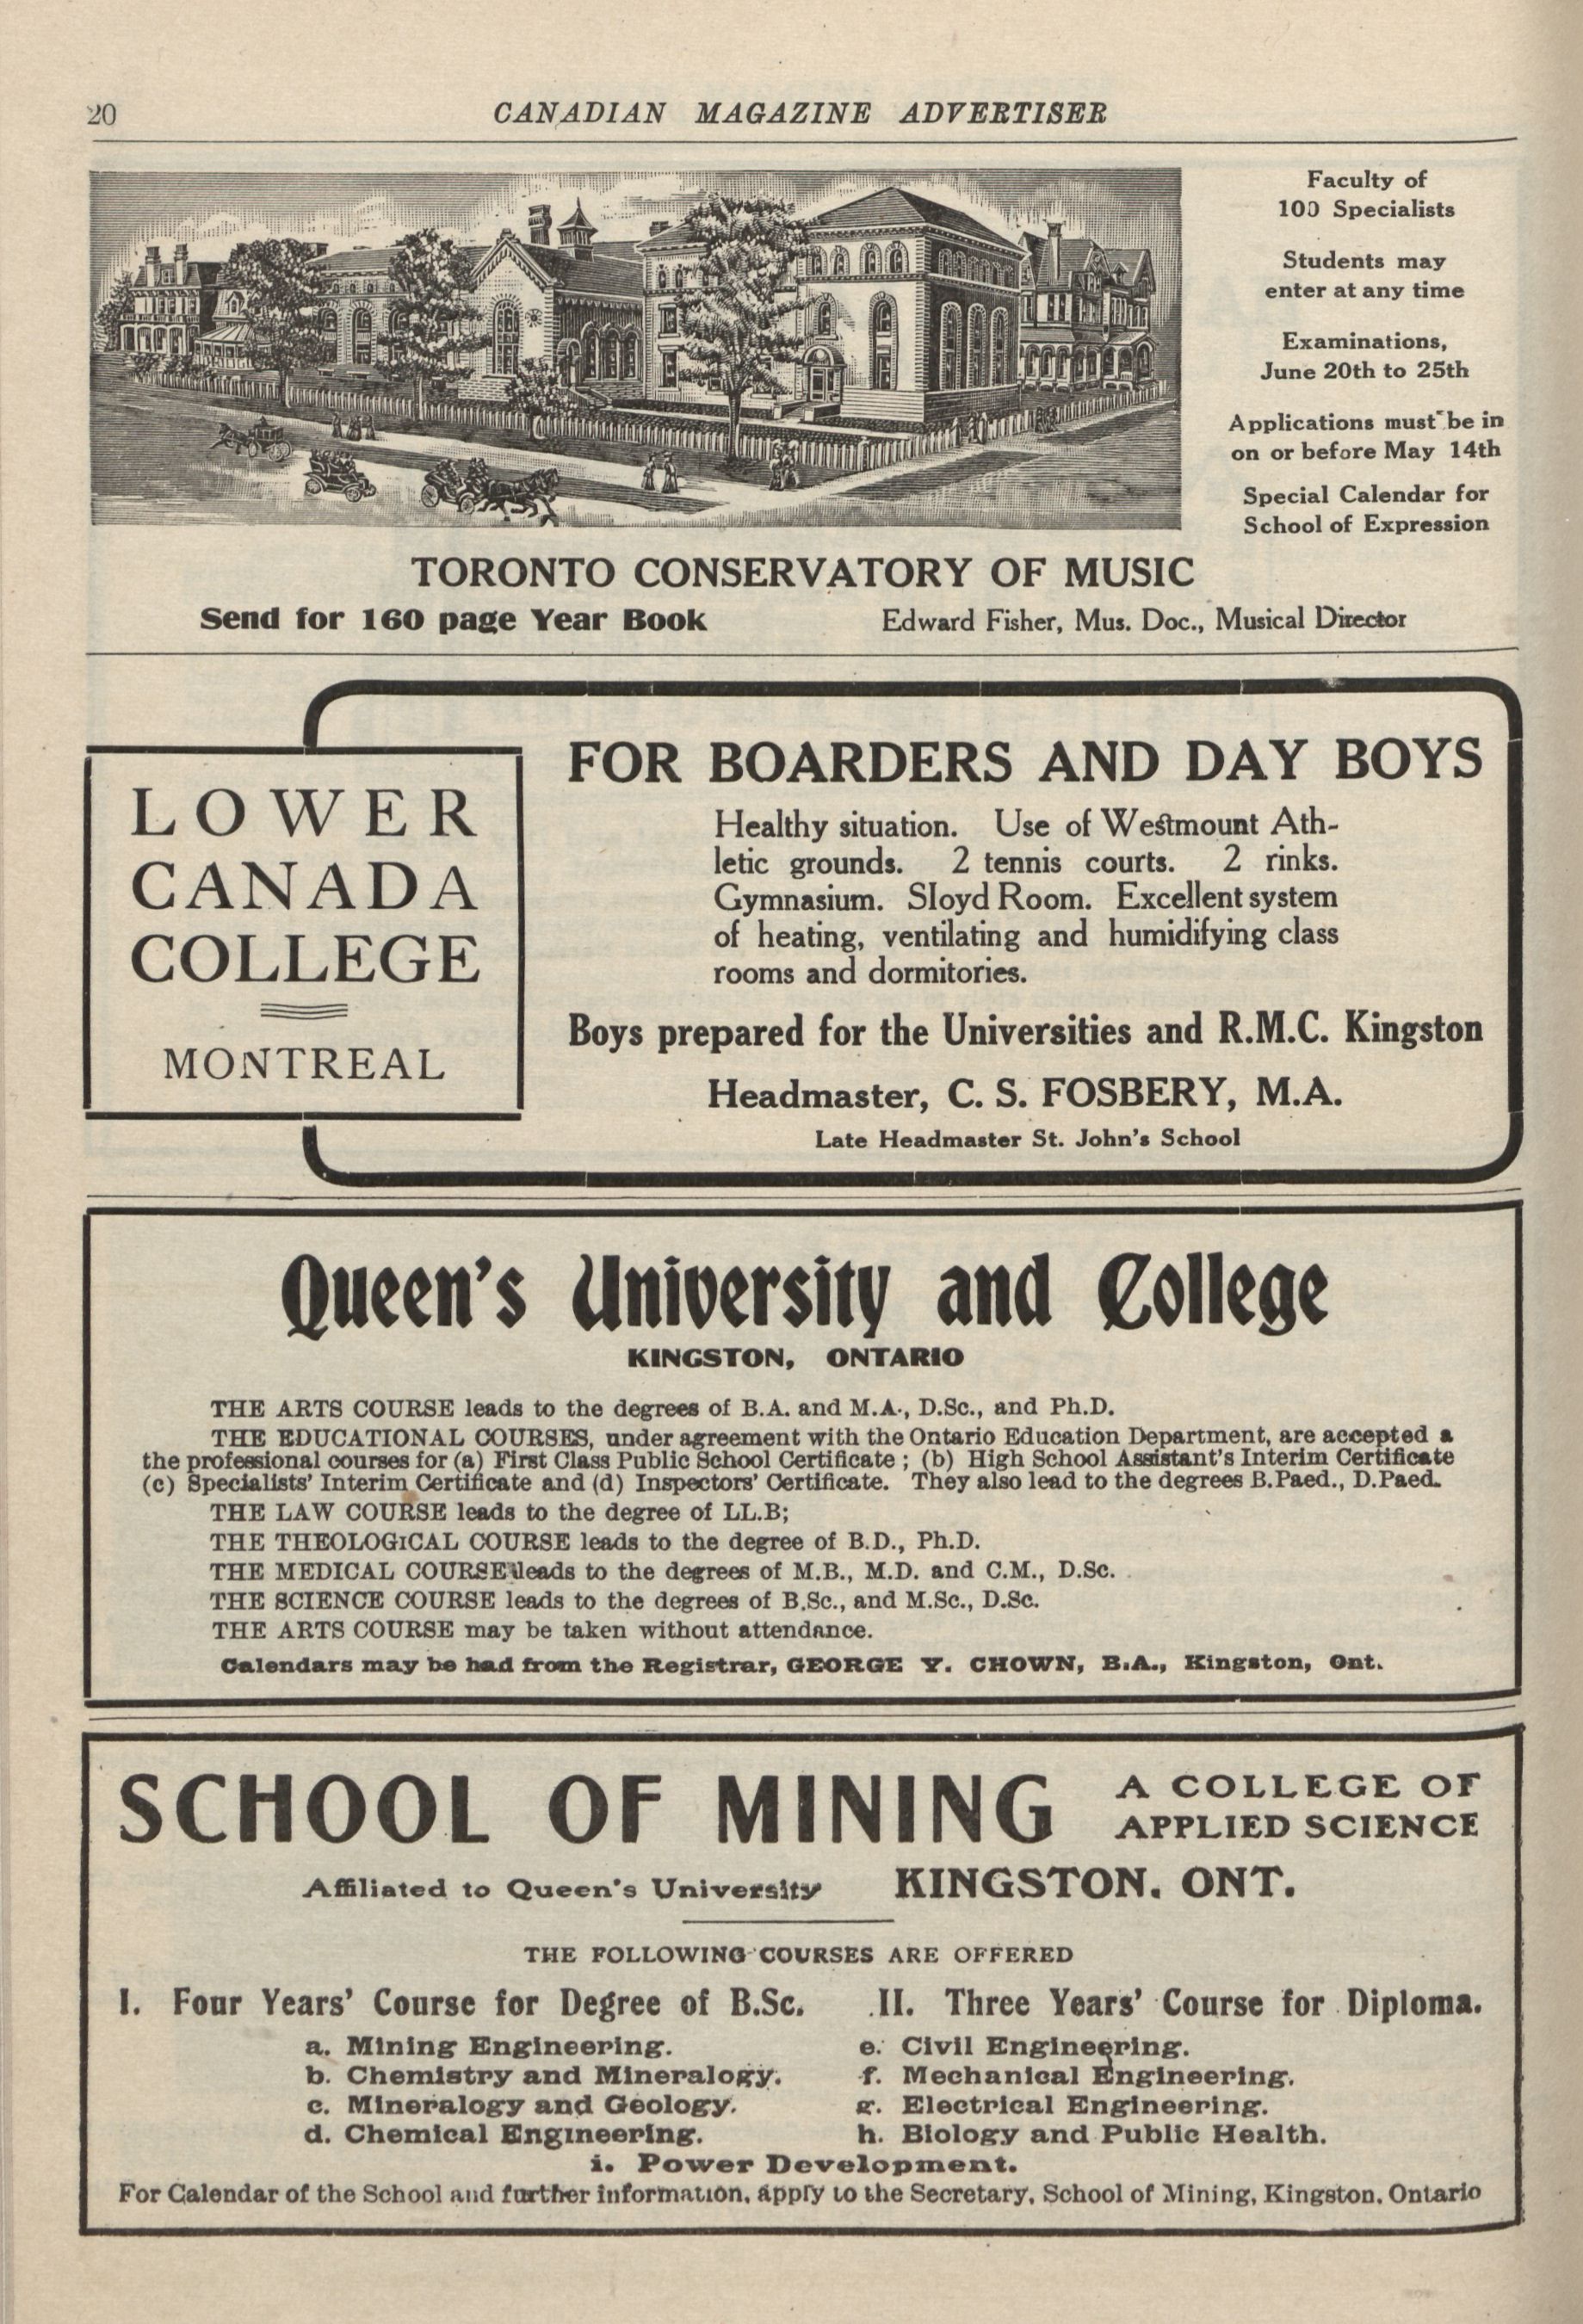 20
CANADIAN MAGAZINE ADVERTISER
Faculty of
100 Specialists
Students may
enter at any time
Examinations,
June 20th to 25th
Applications must be in
on or before May 14th
Special Calendar for
School of Expression
TORONTO CONSERVATORY OF MUSIC
Send for 160 page Year Book Edward Fisher, Mus. Doc., Musical Director
LOWER
CANADA
COLLEGE
MONTREAL
FOR BOARDERS AND DAY BOYS
Healthy situation. Use of Westmount Ath-
letic grounds. 2 tennis courts. 2 rinks.
Gymnasium. Sloyd Room. Excellent system
of heating, ventilating and humidifying class
rooms and dormitories.
Boys prepared for the Universities and R.M.C. Kingston
Headmaster, C. S. FOSBERY, M.A.
Late Headmaster St. John's School
Queen's University and College
KINGSTON, ONTARIO
THE ARTS COURSE leads to the degrees of B.A. and M.A., D.Sc., and Ph.D.
THE EDUCATIONAL COURSES, under agreement with the Ontario Education Department, are accepted a
the professional courses for (a) First Class Public School Certificate ; (b) High School Assistant's Interim Certificate
(c) Specialists' Interim Certificate and (d) Inspectors' Certificate. They also lead to the degrees B.Paed., D.Paed.
THE LAW COURSE leads to the degree of LL.B;
THE THEOLOGICAL COURSE leads to the degree of B.D., Ph.D.
THE MEDICAL COURSE leads to the degrees of M.B., M.D. and C.M., D.Sc.
THE SCIENCE COURSE leads to the degrees of B.Sc., and M.Sc., D.Sc.
THE ARTS COURSE may be taken without attendance.
Calendars may be had from the Registrar, GEORGE Y. CHOWN, B.A., Kingston, Ont.
SCHOOL OF MINING
A COLLEGE OF
APPLIED SCIENCE
Affiliated to Queen's University KINGSTON. ONT.
THE FOLLOWING COURSES ARE OFFERED
I. Four Years' Course for Degree of B.Sc. II. Three Years' Course for Diploma.
a. Mining Engineering. e. Civil Engineering.
b. Chemistry and Mineralogy. f. Mechanical Engineering.
c. Mineralogy and Geology. g. Electrical Engineering.
d. Chemical Engineering. h. Biology and Public Health.
i. Power Development.
For Calendar of the School and further information, apply to the Secretary, School of Mining, Kingston, Ontario